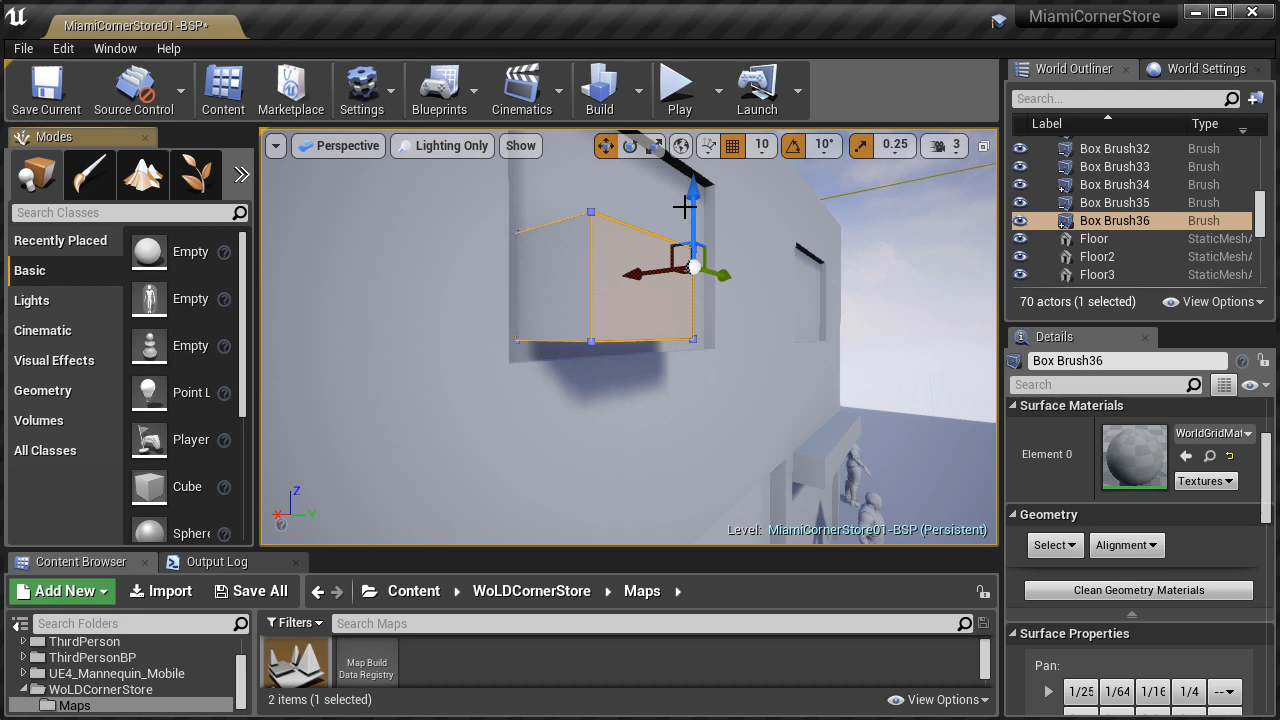 MiamiCornerStore01-BSP*
MiamiCornerStore
File Edit Window Help
Save Current
Source Control
Content
Marketplace
Settings
Blueprints
Cinematics
Build
Play
Launch
World Outliner
World Settings
Search...
Label Type
Box Brush32 Brush
Box Brush33 Brush
Box Brush34 Brush
Box Brush35 Brush
Box Brush36 Brush
Floor StaticMeshA
Floor2 StaticMeshA
Floor3 StaticMeshA
70 actors (1 selected)
View Options
Modes
Search Classes
Recently Placed
Basic
Lights
Cinematic
Visual Effects
Geometry
Volumes
All Classes
Empty
Empty
Empty
Point L
Player
Cube
Sphere
Perspective
Lighting Only
Show
10
10°
0.25
3
Z
X
Y
Level: MiamiCornerStore01-BSP (Persistent)
Details
Box Brush36
Search
Surface Materials
Element 0
WorldGridMat
Textures
Geometry
Select
Alignment
Clean Geometry Materials
Surface Properties
Pan:
1/25 1/64 1/16 1/4 --
Content Browser
Output Log
Add New
Import
Save All
Content
WoLDCornerStore
Maps
Search Folders
ThirdPerson
ThirdPersonBP
UE4_Mannequin_Mobile
WoLDCornerStore
Maps
Filters
Search Maps
Map Build
Data Registry
2 items (1 selected)
View Options